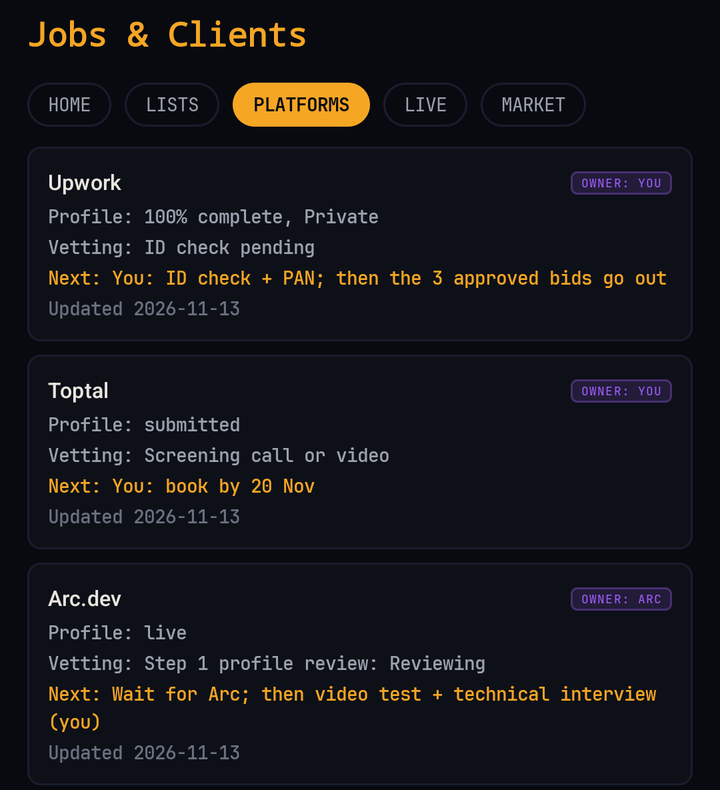 Jobs & Clients
HOME LISTS PLATFORMS LIVE MARKET
Upwork OWNER: YOU
Profile: 100% complete, Private
Vetting: ID check pending
Next: You: ID check + PAN; then the 3 approved bids go out
Updated 2026-11-13
Toptal OWNER: YOU
Profile: submitted
Vetting: Screening call or video
Next: You: book by 20 Nov
Updated 2026-11-13
Arc.dev OWNER: ARC
Profile: live
Vetting: Step 1 profile review: Reviewing
Next: Wait for Arc; then video test + technical interview
(you)
Updated 2026-11-13